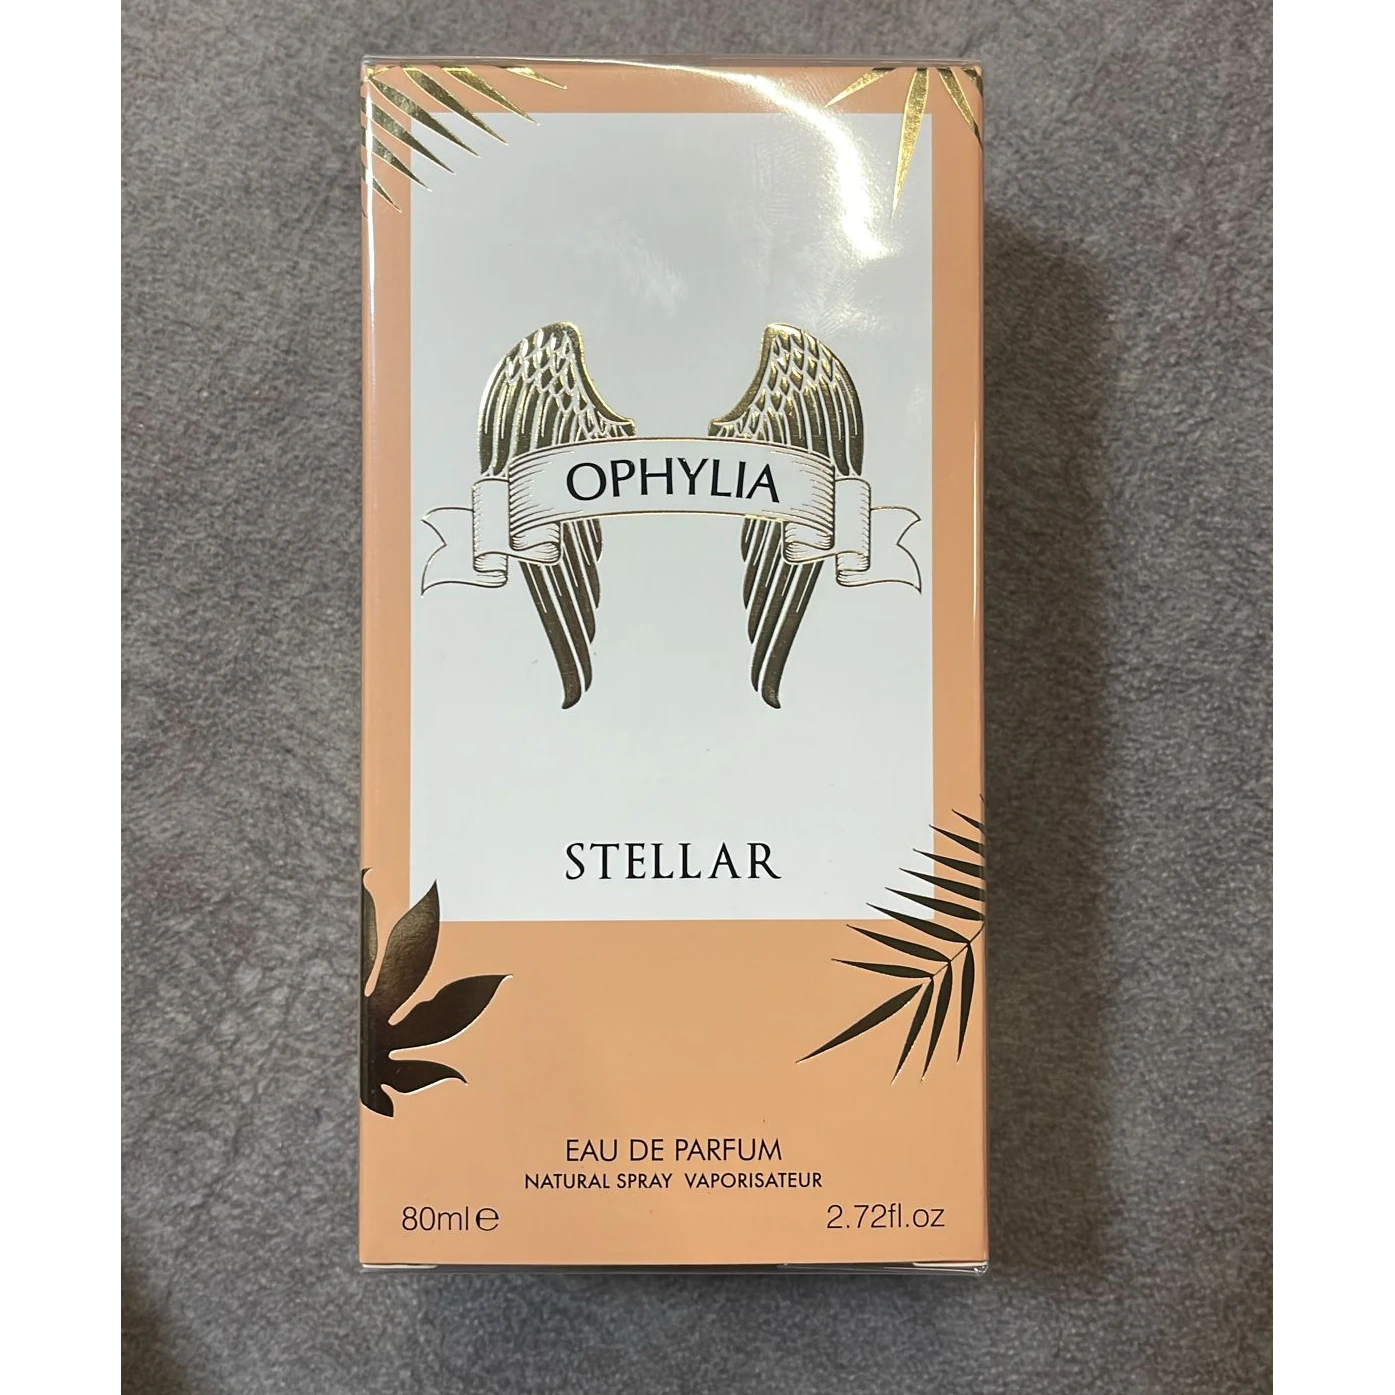 OPHYLIA
STELLAR
EAU DE PARFUM
NATURAL SPRAY VAPORISATEUR
80ml℮ 2.72fl.oz